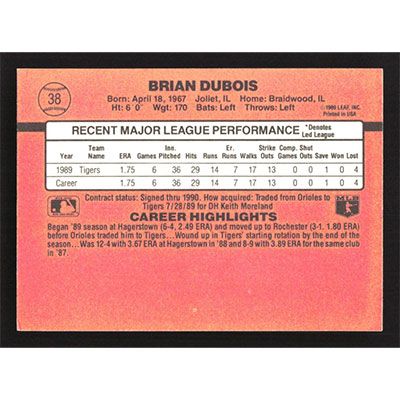 38
BRIAN DUBOIS
Born: April 18, 1967 Joliet, IL Home: Braidwood, IL
Ht: 6' 0" Wgt: 170 Bats: Left Throws: Left
©1989 LEAF, INC.
Printed in USA
RECENT MAJOR LEAGUE PERFORMANCE *Denotes Led League
Year Team Name ERA Games Inn. Pitched Hits Runs Er. Runs Walks Strike Outs Comp. Games Shut Outs Save Won Lost
1989 Tigers 1.75 6 36 29 14 7 17 13 0 0 1 0 4
Career 1.75 6 36 29 14 7 17 13 0 0 1 0 4
Contract status: Signed thru 1990. How acquired: Traded from Orioles to
Tigers 7/28/89 for DH Keith Moreland
MLB
CAREER HIGHLIGHTS
Began '89 season at Hagerstown (6-4, 2.49 ERA) and moved up to Rochester (3-1, 1.80 ERA)
before Orioles traded him to Tigers...Wound up in Tigers' starting rotation by the end of the
season...Was 12-4 with 3.67 ERA at Hagerstown in '88 and 8-9 with 3.89 ERA for the same club
in '87.